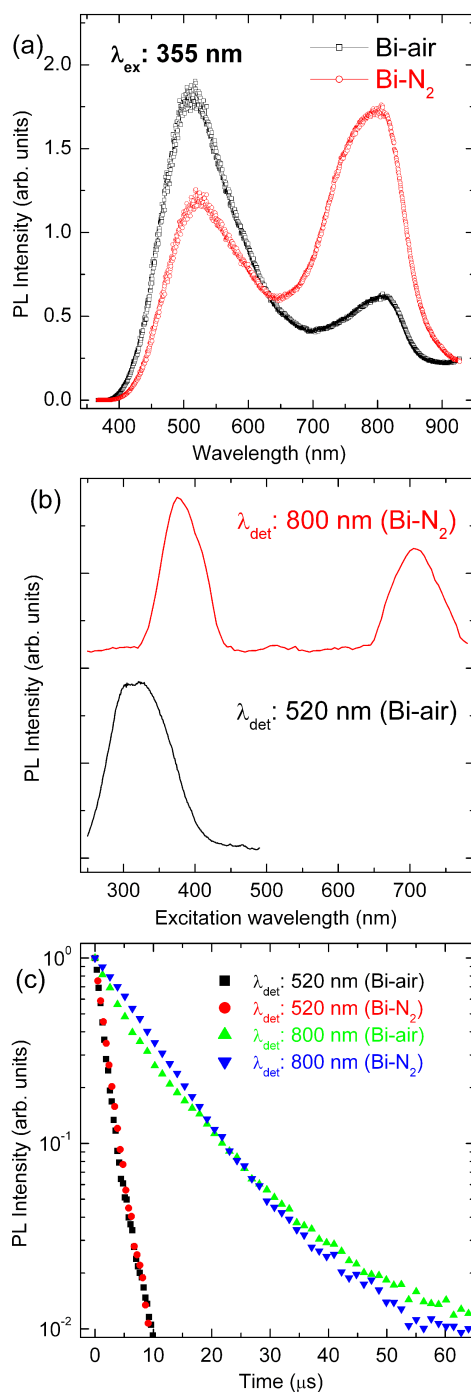 (a)
λex: 355 nm
Bi-air
Bi-N2
PL Intensity (arb. units)
2.0
1.5
1.0
0.5
0.0
400 500 600 700 800 900
Wavelength (nm)
(b)
λdet: 800 nm (Bi-N2)
λdet: 520 nm (Bi-air)
PL Intensity (arb. units)
300 400 500 600 700
Excitation wavelength (nm)
(c)
λdet: 520 nm (Bi-air)
λdet: 520 nm (Bi-N2)
λdet: 800 nm (Bi-air)
λdet: 800 nm (Bi-N2)
PL Intensity (arb. units)
10^0
10^-1
10^-2
0 10 20 30 40 50 60
Time (μs)